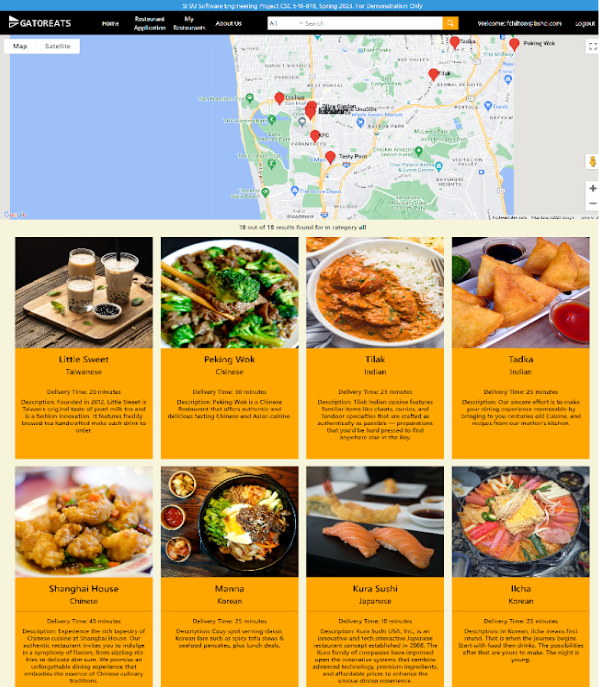 SFSU Software Engineering Project CSC 648-848, Spring 2023. For Demonstration Only
GATOREATS
Home
Restaurant
Application
My
Restaurants
About Us
All
Search
Logout
Map
Satellite
Tadka
Peking Wok
Tilak
Tasty Pool
Google
18 out of 19 results found for in category all
Little Sweet
Taiwanese
Delivery Time: 20 minutes
Description: Founded in 2012, Little Sweet is
Taiwan's original taste of pearl milk tea and
is a fashion innovation. It features freshly
brewed tea handcrafted make each drink to
order.
Peking Wok
Chinese
Delivery Time: 30 minutes
Description: Peking Wok is a Chinese
Restaurant that offers authentic and
delicious tasting Chinese and Asian cuisine.
Tilak
Indian
Delivery Time: 25 minutes
Description: Tilak Indian cuisine features
familiar items like chaats, curries, and
Tandoor specialties that are crafted as
authentically as possible — preparations
that you'd be hard pressed to find
anywhere else in the Bay.
Tadka
Indian
Delivery Time: 25 minutes
Description: Our sincere effort is to make
your dining experience memorable by
bringing to you centuries old Cuisine, and
recipes from our mother's kitchen.
Shanghai House
Chinese
Delivery Time: 45 minutes
Description: Experience the rich tapestry of
Chinese cuisine at Shanghai House. Our
authentic restaurant invites you to indulge
in a symphony of flavors, from sizzling stir-
fries to delicate dim sum. We promise an
unforgettable dining experience that
embodies the essence of Chinese culinary
traditions.
Manna
Korean
Delivery Time: 25 minutes
Description: Cozy spot serving classic
Korean fare such as spicy tofu stews &
seafood pancakes, plus lunch deals.
Kura Sushi
Japanese
Delivery Time: 10 minutes
Description: Kura Sushi USA, Inc., is an
innovative and tech interactive Japanese
restaurant concept established in 2008. The
Kura family of companies have improved
upon the innovative systems that combine
advanced technology, premium ingredients,
and affordable prices to enhance the
unique dining experience.
Ilcha
Korean
Delivery Time: 25 minutes
Description: In Korean, Ilcha means first
round. That is when the journey begins.
Start with food then drinks. The possibilities
after that are yours to make. The night is
young.